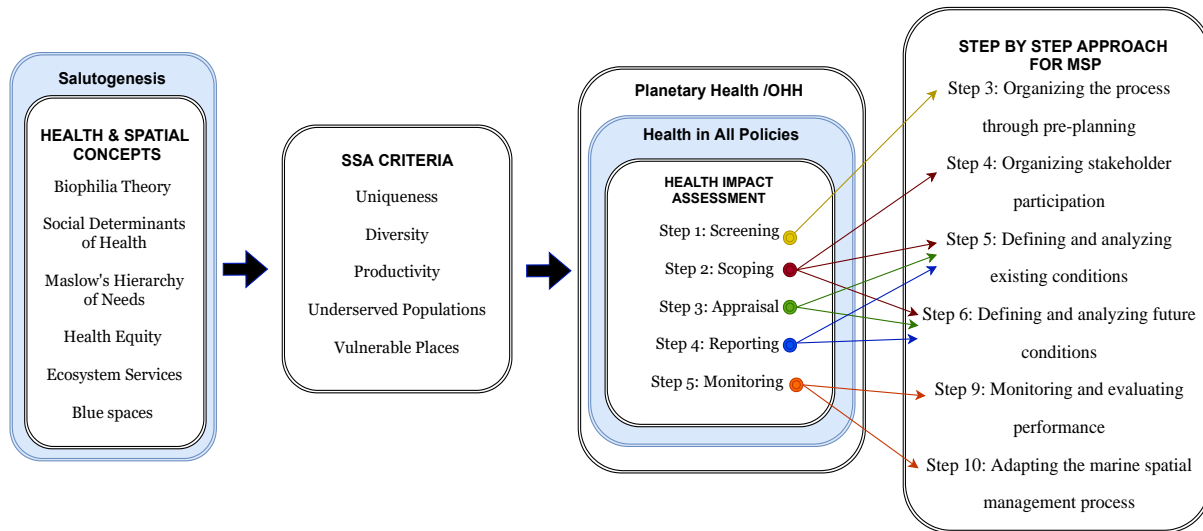 Salutogenesis
HEALTH & SPATIAL
CONCEPTS
Biophilia Theory
Social Determinants
of Health
Maslow's Hierarchy
of Needs
Health Equity
Ecosystem Services
Blue spaces
SSA CRITERIA
Uniqueness
Diversity
Productivity
Underserved Populations
Vulnerable Places
Planetary Health /OHH
Health in All Policies
HEALTH IMPACT
ASSESSMENT
Step 1: Screening
Step 2: Scoping
Step 3: Appraisal
Step 4: Reporting
Step 5: Monitoring
STEP BY STEP APPROACH
FOR MSP
Step 3: Organizing the process
through pre-planning
Step 4: Organizing stakeholder
participation
Step 5: Defining and analyzing
existing conditions
Step 6: Defining and analyzing future
conditions
Step 9: Monitoring and evaluating
performance
Step 10: Adapting the marine spatial
management process